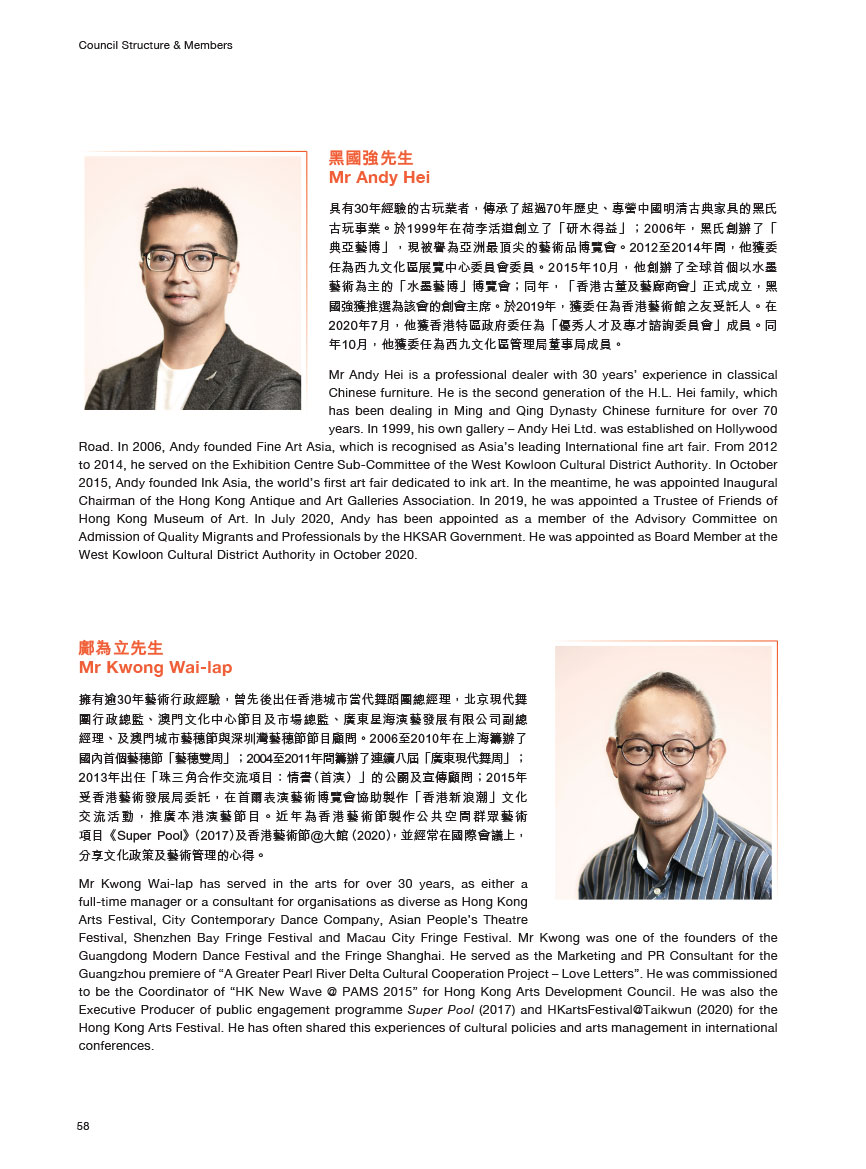 Council Structure & Members
黑國強先生
Mr Andy Hei
具有30年經驗的古玩業者，傳承了超過70年歷史、專營中國明清古典家具的黑氏
古玩事業。於1999年在荷李活道創立了「研木得益」；2006年，黑氏創辦了「
典亞藝博」，現被譽為亞洲最頂尖的藝術品博覽會。2012至2014年間，他獲委
任為西九文化區展覽中心委員會委員。2015年10月，他創辦了全球首個以水墨
藝術為主的「水墨藝博」博覽會；同年，「香港古董及藝廊商會」正式成立，黑
國強獲推選為該會的創會主席。於2019年，獲委任為香港藝術館之友受託人。在
2020年7月，他獲香港特區政府委任為「優秀人才及專才諮詢委員會」成員。同
年10月，他獲委任為西九文化區管理局董事局成員。
Mr Andy Hei is a professional dealer with 30 years' experience in classical
Chinese furniture. He is the second generation of the H.L. Hei family, which
has been dealing in Ming and Qing Dynasty Chinese furniture for over 70
years. In 1999, his own gallery – Andy Hei Ltd. was established on Hollywood
Road. In 2006, Andy founded Fine Art Asia, which is recognised as Asia's leading International fine art fair. From 2012
to 2014, he served on the Exhibition Centre Sub-Committee of the West Kowloon Cultural District Authority. In October
2015, Andy founded Ink Asia, the world's first art fair dedicated to ink art. In the meantime, he was appointed Inaugural
Chairman of the Hong Kong Antique and Art Galleries Association. In 2019, he was appointed a Trustee of Friends of
Hong Kong Museum of Art. In July 2020, Andy has been appointed as a member of the Advisory Committee on
Admission of Quality Migrants and Professionals by the HKSAR Government. He was appointed as Board Member at the
West Kowloon Cultural District Authority in October 2020.
鄺為立先生
Mr Kwong Wai-lap
擁有逾30年藝術行政經驗，曾先後出任香港城市當代舞蹈團總經理，北京現代舞
團行政總監、澳門文化中心節目及市場總監、廣東星海演藝發展有限公司副總
經理、及澳門城市藝穗節與深圳灣藝穗節節目顧問。2006至2010年在上海籌辦了
國內首個藝穗節「藝穗雙周」；2004至2011年間籌辦了連續八屆「廣東現代舞周」；
2013年出任「珠三角合作交流項目：情書（首演）」的公關及宣傳顧問；2015年
受香港藝術發展局委託，在首爾表演藝術博覽會協助製作「香港新浪潮」文化
交流活動，推廣本港演藝節目。近年為香港藝術節製作公共空間群眾藝術
項目《Super Pool》（2017）及香港藝術節@大館（2020），並經常在國際會議上，
分享文化政策及藝術管理的心得。
Mr Kwong Wai-lap has served in the arts for over 30 years, as either a
full-time manager or a consultant for organisations as diverse as Hong Kong
Arts Festival, City Contemporary Dance Company, Asian People's Theatre
Festival, Shenzhen Bay Fringe Festival and Macau City Fringe Festival. Mr Kwong was one of the founders of the
Guangdong Modern Dance Festival and the Fringe Shanghai. He served as the Marketing and PR Consultant for the
Guangzhou premiere of “A Greater Pearl River Delta Cultural Cooperation Project – Love Letters”. He was commissioned
to be the Coordinator of “HK New Wave @ PAMS 2015” for Hong Kong Arts Development Council. He was also the
Executive Producer of public engagement programme Super Pool (2017) and HKartsFestival@Taikwun (2020) for the
Hong Kong Arts Festival. He has often shared this experiences of cultural policies and arts management in international
conferences.
58